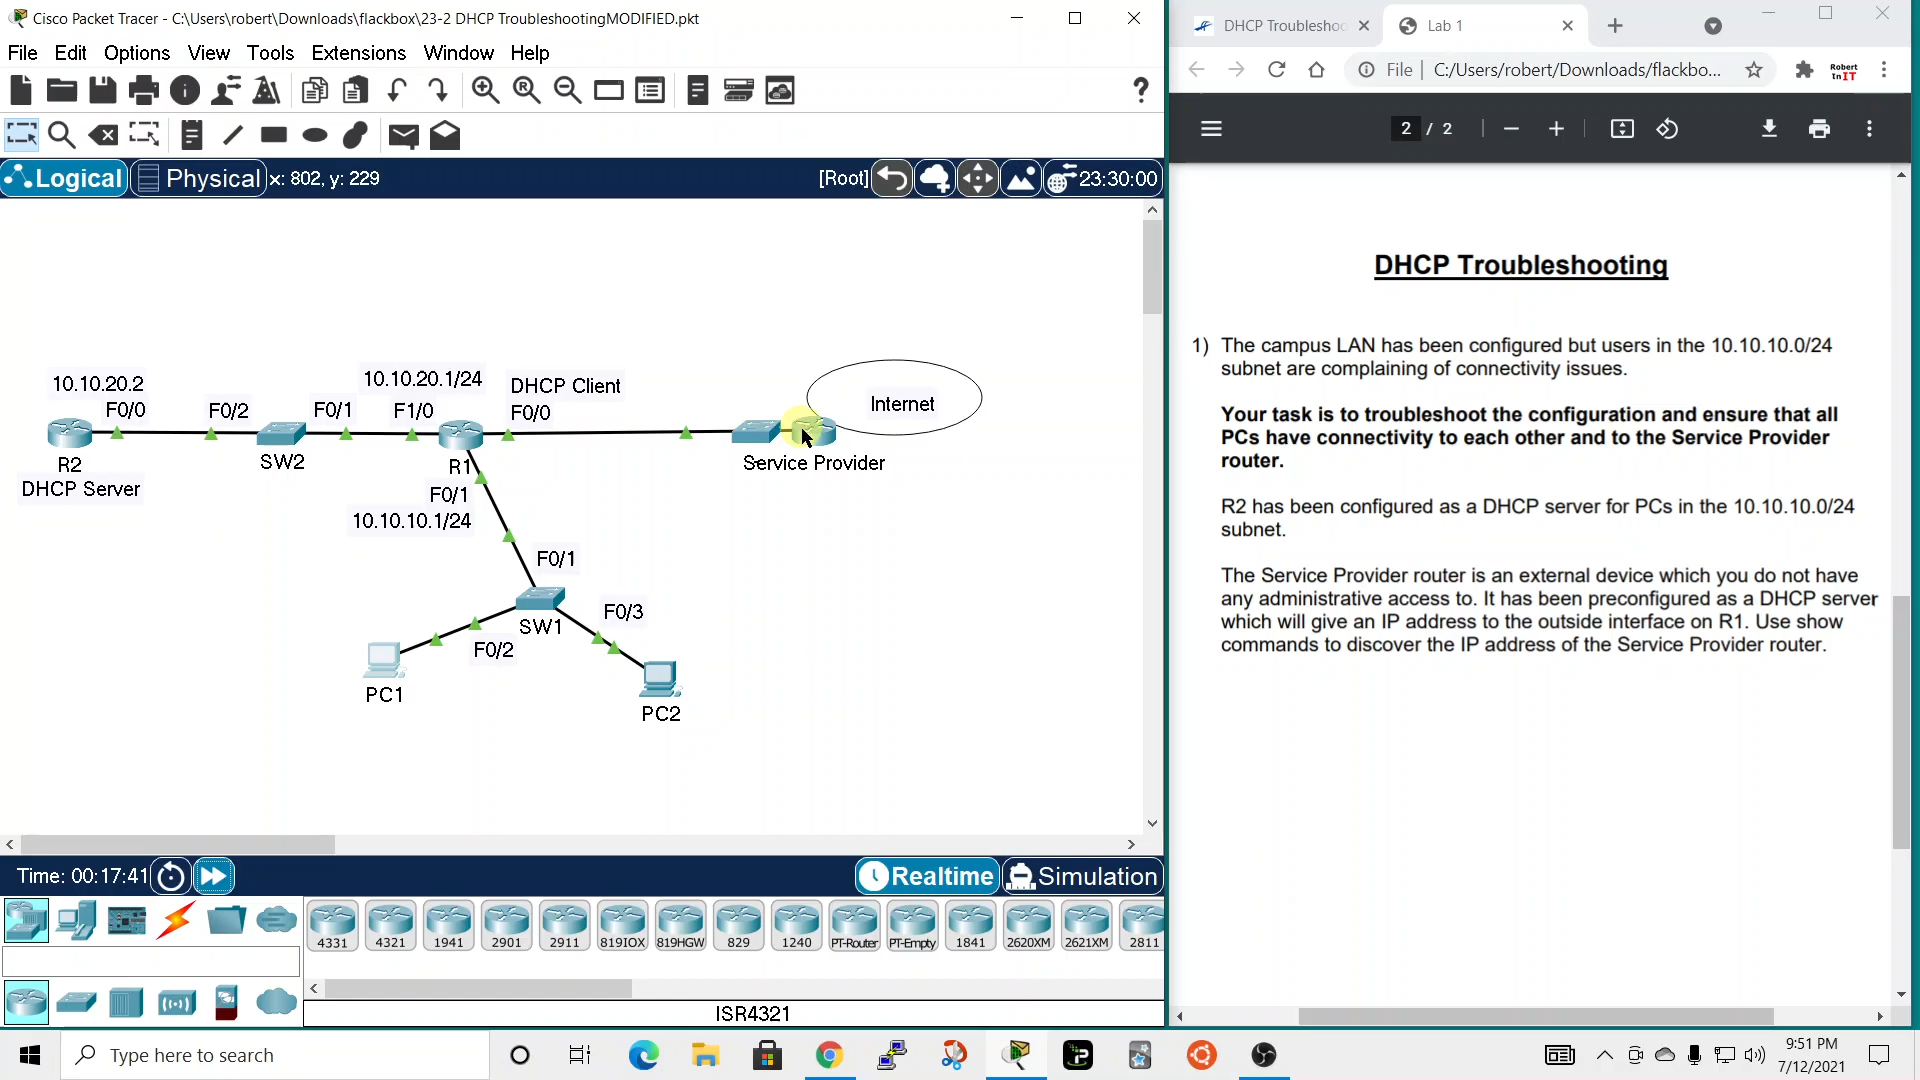 Cisco Packet Tracer - C:\Users\robert\Downloads\flackbox\23-2 DHCP TroubleshootingMODIFIED.pkt
File Edit Options View Tools Extensions Window Help
?
Logical Physical x: 802, y: 229 [Root] 23:30:00
10.10.20.2
F0/0
F0/2
F0/1
10.10.20.1/24
F1/0
DHCP Client
F0/0
Internet
R2
DHCP Server
SW2
R1
Service Provider
F0/1
10.10.10.1/24
F0/1
F0/3
SW1
F0/2
PC1
PC2
Time: 00:17:41 Realtime Simulation
4331 4321 1941 2901 2911 819IOX 819HGW 829 1240 PT-Router PT-Empty 1841 2620XM 2621XM 2811
ISR4321
DHCP Troubleshoo
Lab 1
File C:/Users/robert/Downloads/flackbo...
Robert
InIT
2 / 2
DHCP Troubleshooting
1) The campus LAN has been configured but users in the 10.10.10.0/24
subnet are complaining of connectivity issues.
Your task is to troubleshoot the configuration and ensure that all
PCs have connectivity to each other and to the Service Provider
router.
R2 has been configured as a DHCP server for PCs in the 10.10.10.0/24
subnet.
The Service Provider router is an external device which you do not have
any administrative access to. It has been preconfigured as a DHCP server
which will give an IP address to the outside interface on R1. Use show
commands to discover the IP address of the Service Provider router.
Type here to search
9:51 PM
7/12/2021